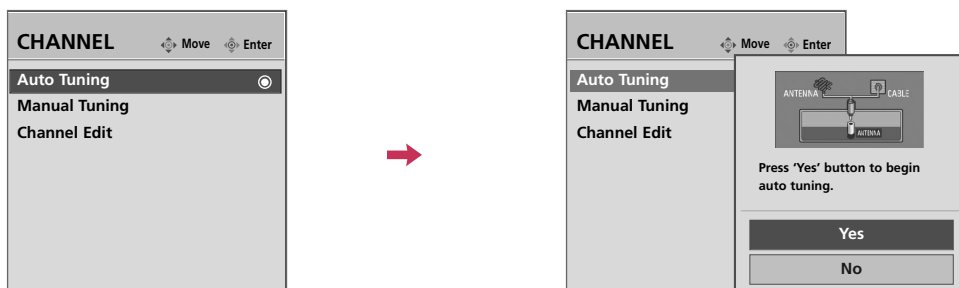 CHANNEL
Move
Enter
Auto Tuning
Manual Tuning
Channel Edit
CHANNEL
Move
Enter
Auto Tuning
Manual Tuning
Channel Edit
ANTENNA
CABLE
ANTENNA
Press ‘Yes’ button to begin
auto tuning.
Yes
No